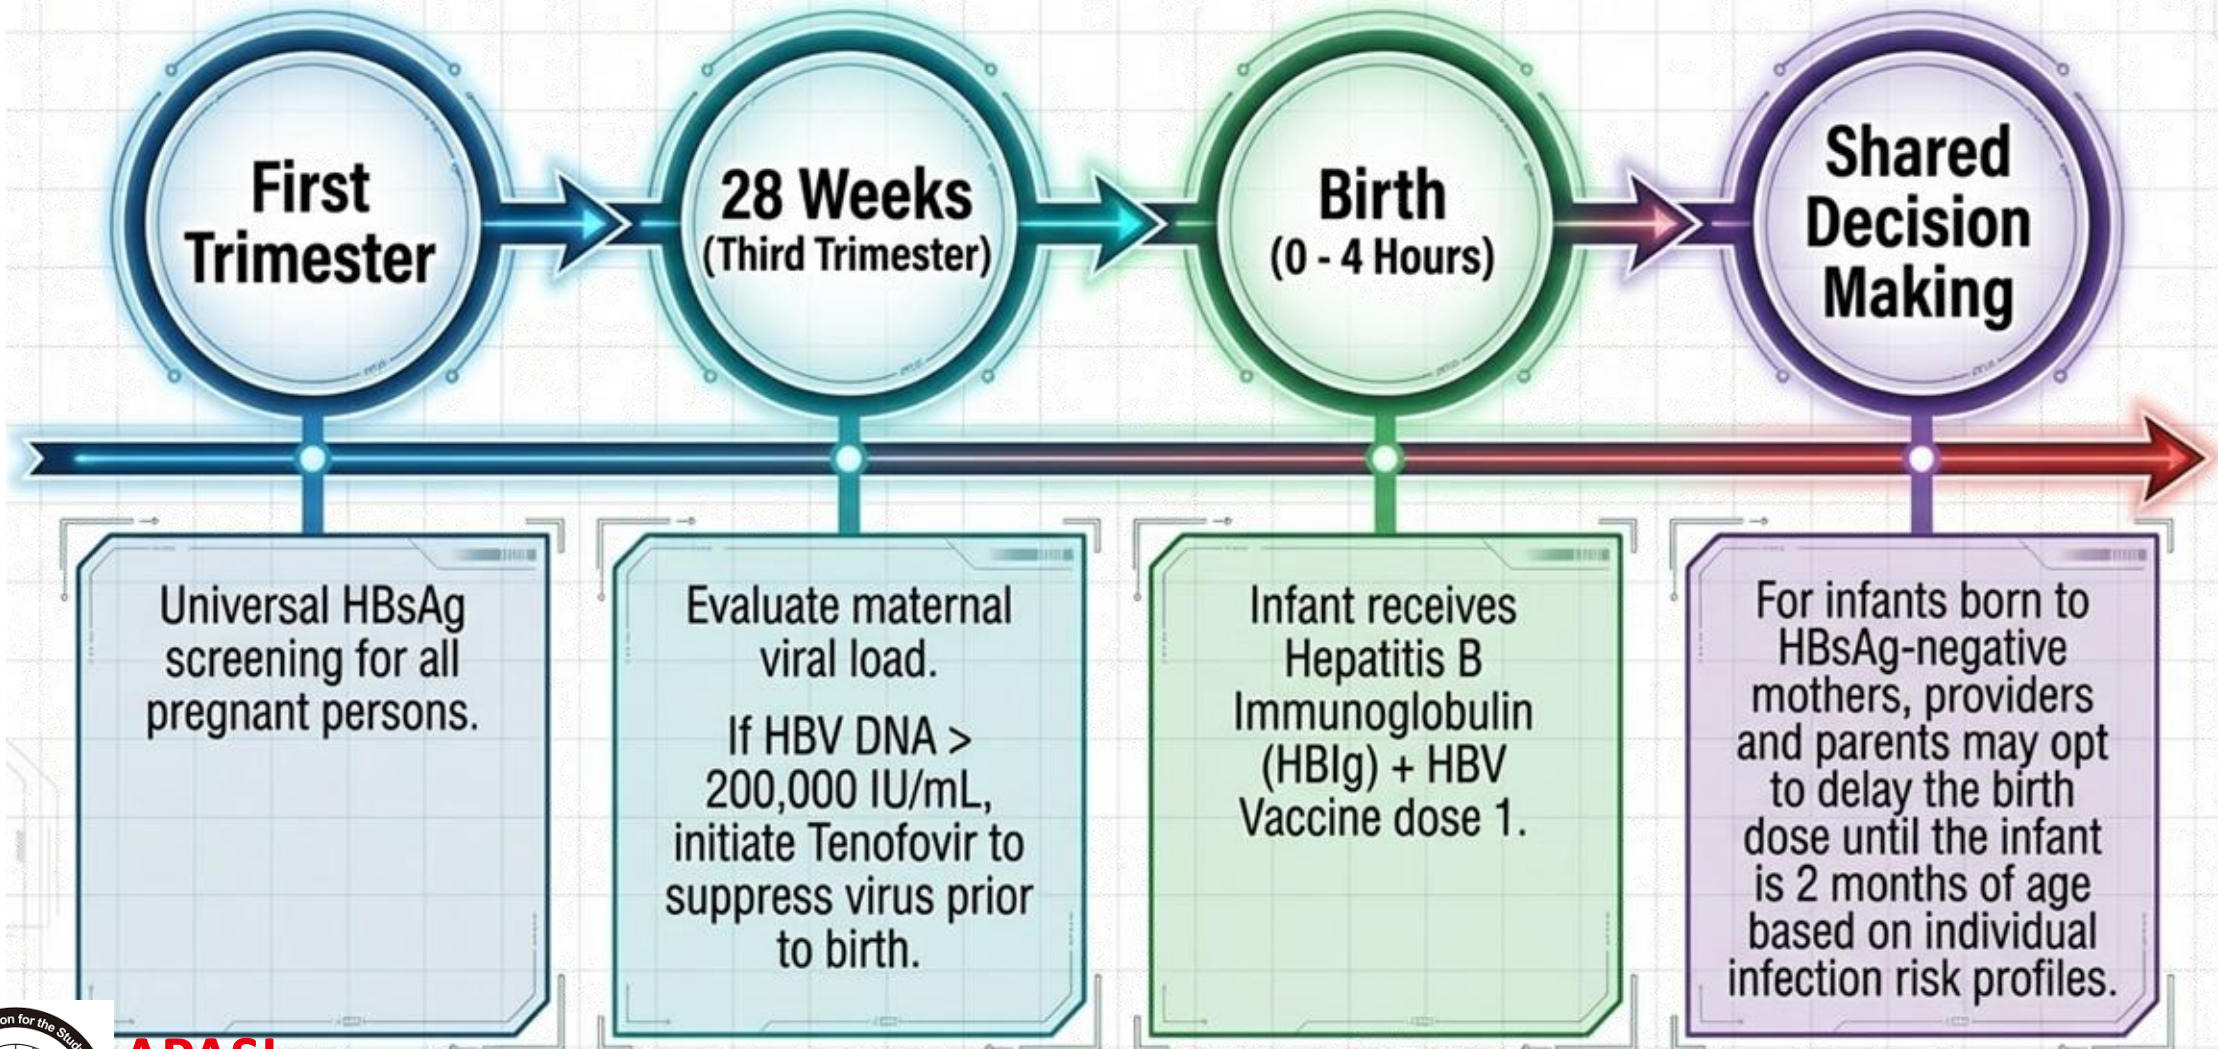 First
Trimester
28 Weeks
(Third Trimester)
Birth
(0 - 4 Hours)
Shared
Decision
Making
Universal HBsAg
screening for all
pregnant persons.
Evaluate maternal
viral load.
If HBV DNA >
200,000 IU/mL,
initiate Tenofovir to
suppress virus prior
to birth.
Infant receives
Hepatitis B
Immunoglobulin
(HBIg) + HBV
Vaccine dose 1.
For infants born to
HBsAg-negative
mothers, providers
and parents may opt
to delay the birth
dose until the infant
is 2 months of age
based on individual
infection risk profiles.
for the